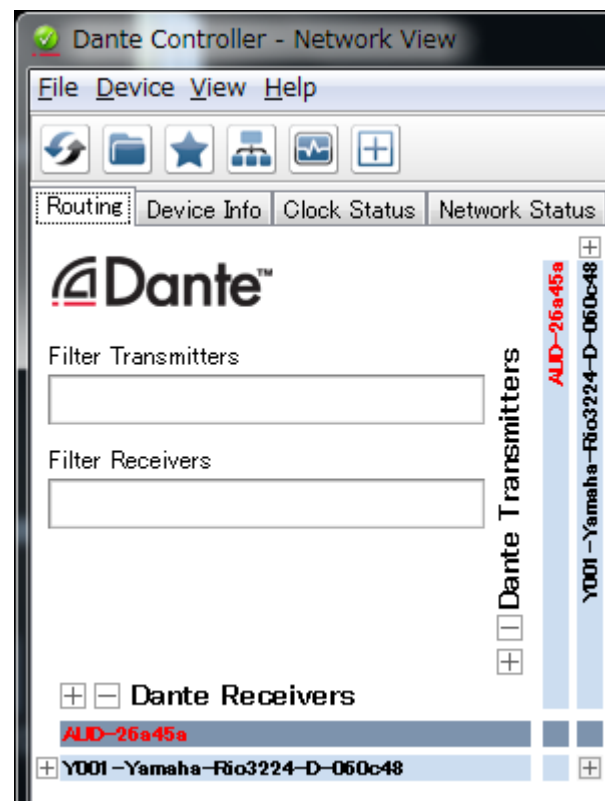 Dante Controller - Network View
File Device View Help
Routing Device Info Clock Status Network Status
Dante™
Filter Transmitters
Filter Receivers
Dante Transmitters
AUD-26a45a
Y001-Yamaha-Rio3224-D-060c48
Dante Receivers
AUD-26a45a
Y001-Yamaha-Rio3224-D-060c48